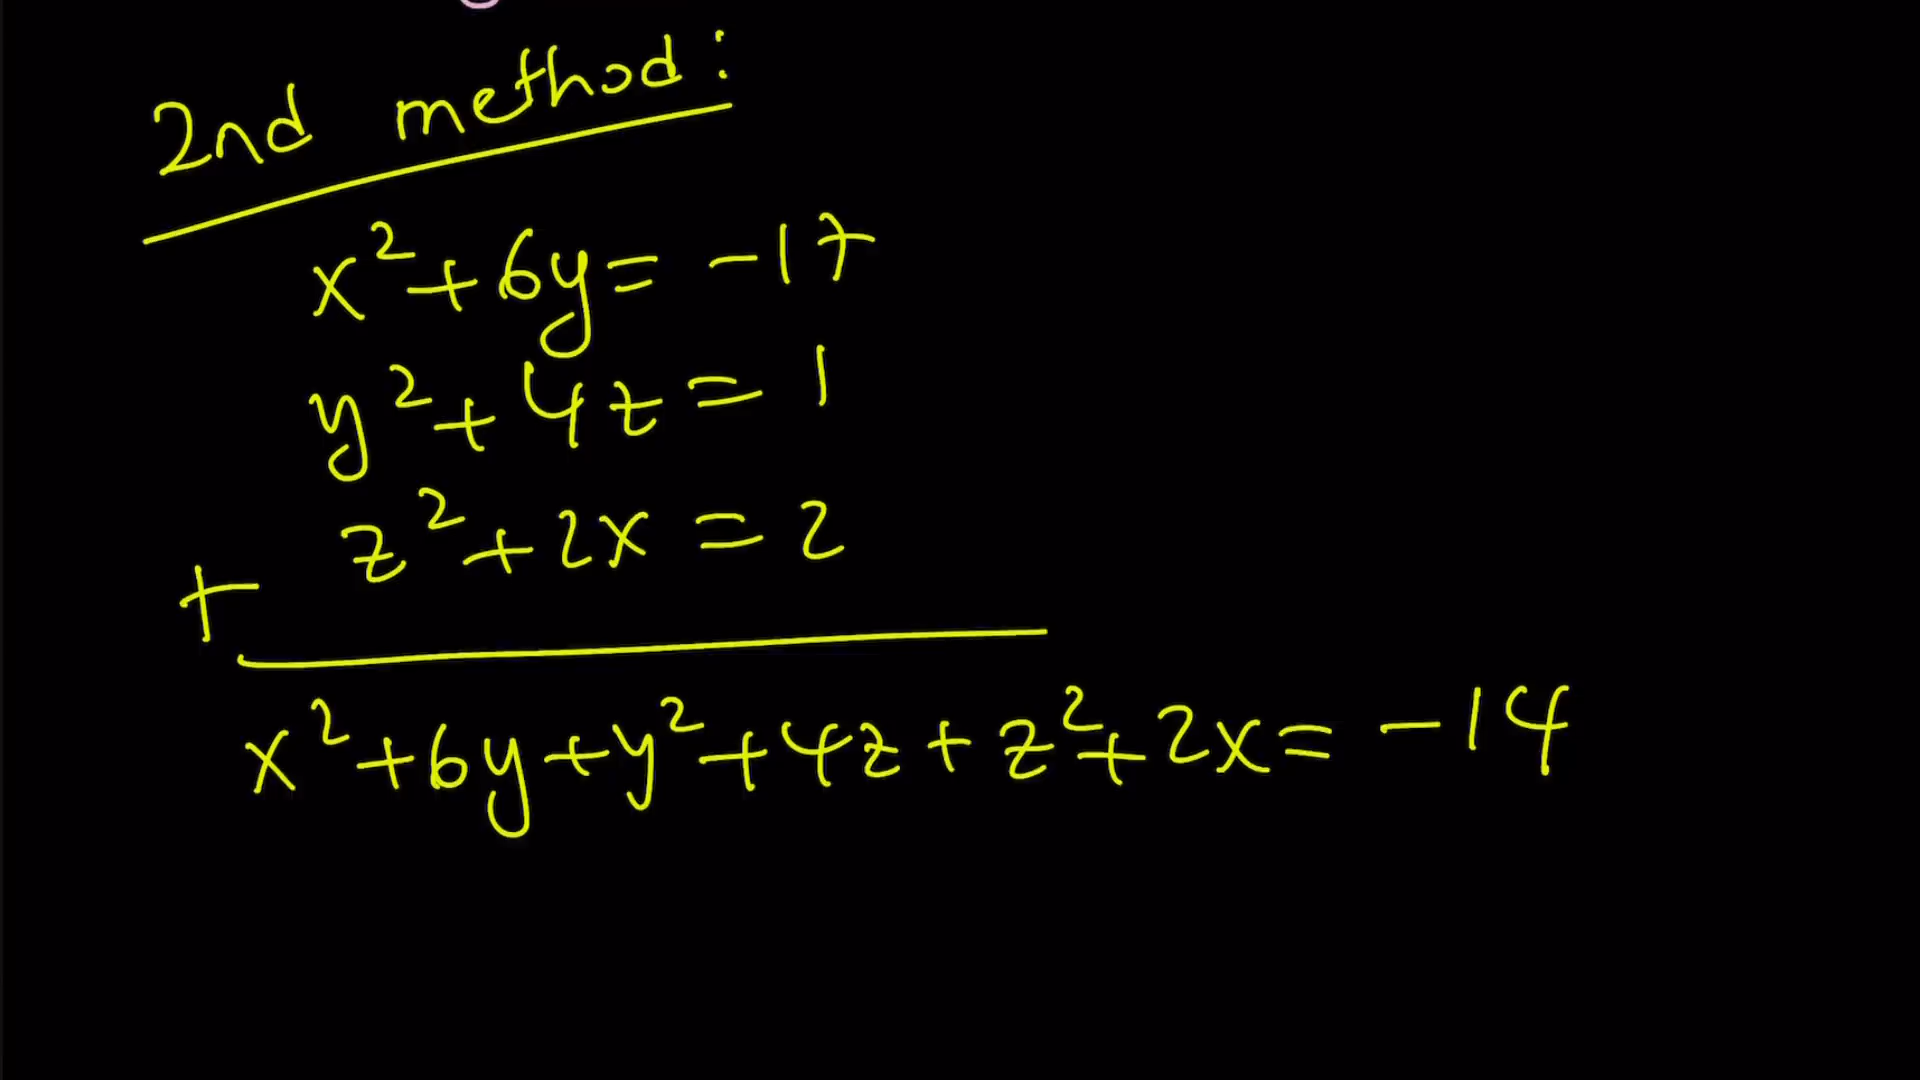 2nd method:
x²+6y= -17
y²+4z= 1
z²+2x = 2
+
x²+6y+y²+4z+z²+2x= -14